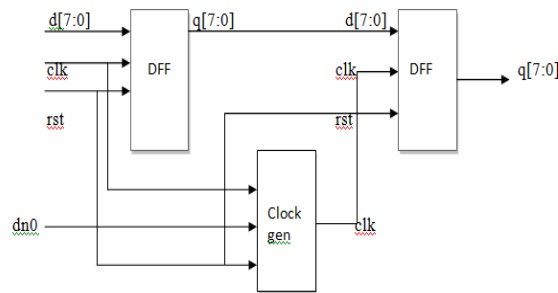 d[7:0]
q[7:0]
d[7:0]
clk
DFF
clk
DFF
q[7:0]
rst
rst
Clock
gen
dn0
clk